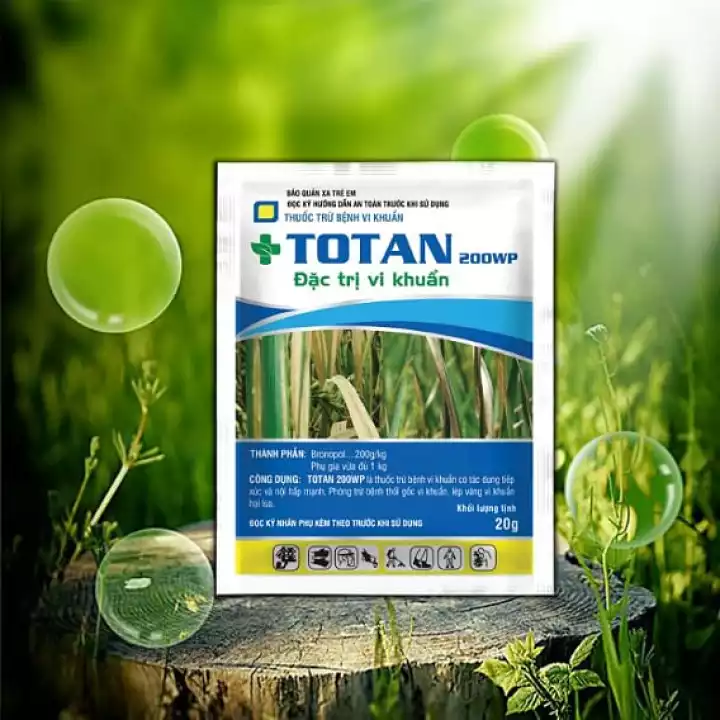 BẢO QUẢN XA TRẺ EM
ĐỌC KỸ HƯỚNG DẪN AN TOÀN TRƯỚC KHI SỬ DỤNG
THUỐC TRỪ BỆNH VI KHUẨN
TOTAN 200WP
Đặc trị vi khuẩn
THÀNH PHẦN: Bronopol....200g/kg
Phụ gia vừa đủ 1 kg
CÔNG DỤNG: TOTAN 200WP là thuốc trừ bệnh vi khuẩn có tác dụng tiếp
xúc và nội hấp mạnh. Phòng trừ bệnh thối gốc vi khuẩn, lép vàng vi khuẩn
hại lúa.
Khối lượng tịnh
ĐỌC KỸ NHÃN PHỤ KÈM THEO TRƯỚC KHI SỬ DỤNG
20g